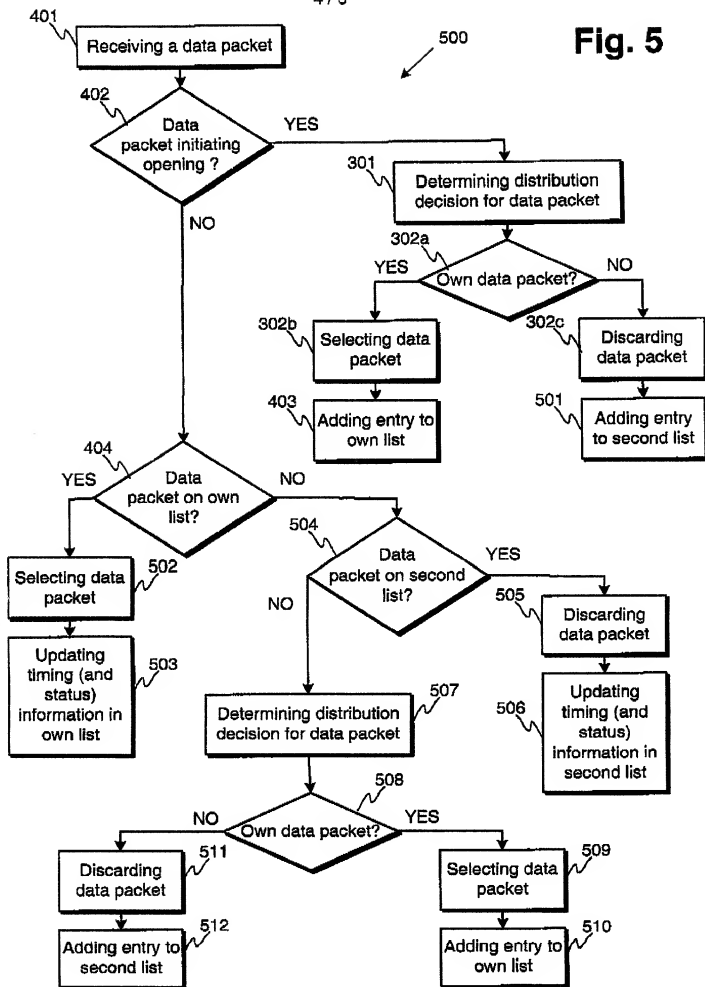 401
Receiving a data packet
500
Fig. 5
402
Data
packet initiating
opening ?
YES
NO
301
Determining distribution
decision for data packet
302a
YES
Own data packet?
NO
302b
Selecting data
packet
302c
Discarding
data packet
403
Adding entry to
own list
501
Adding entry
to second list
404
YES
Data
packet on own
list?
NO
504
Data
packet on second
list?
YES
NO
502
Selecting data
packet
503
Updating
timing (and
status)
information in
own list
505
Discarding
data packet
506
Updating
timing (and
status)
information in
second list
507
Determining distribution
decision for data packet
508
NO
Own data packet?
YES
511
Discarding
data packet
509
Selecting data
packet
512
Adding entry to
second list
510
Adding entry to
own list